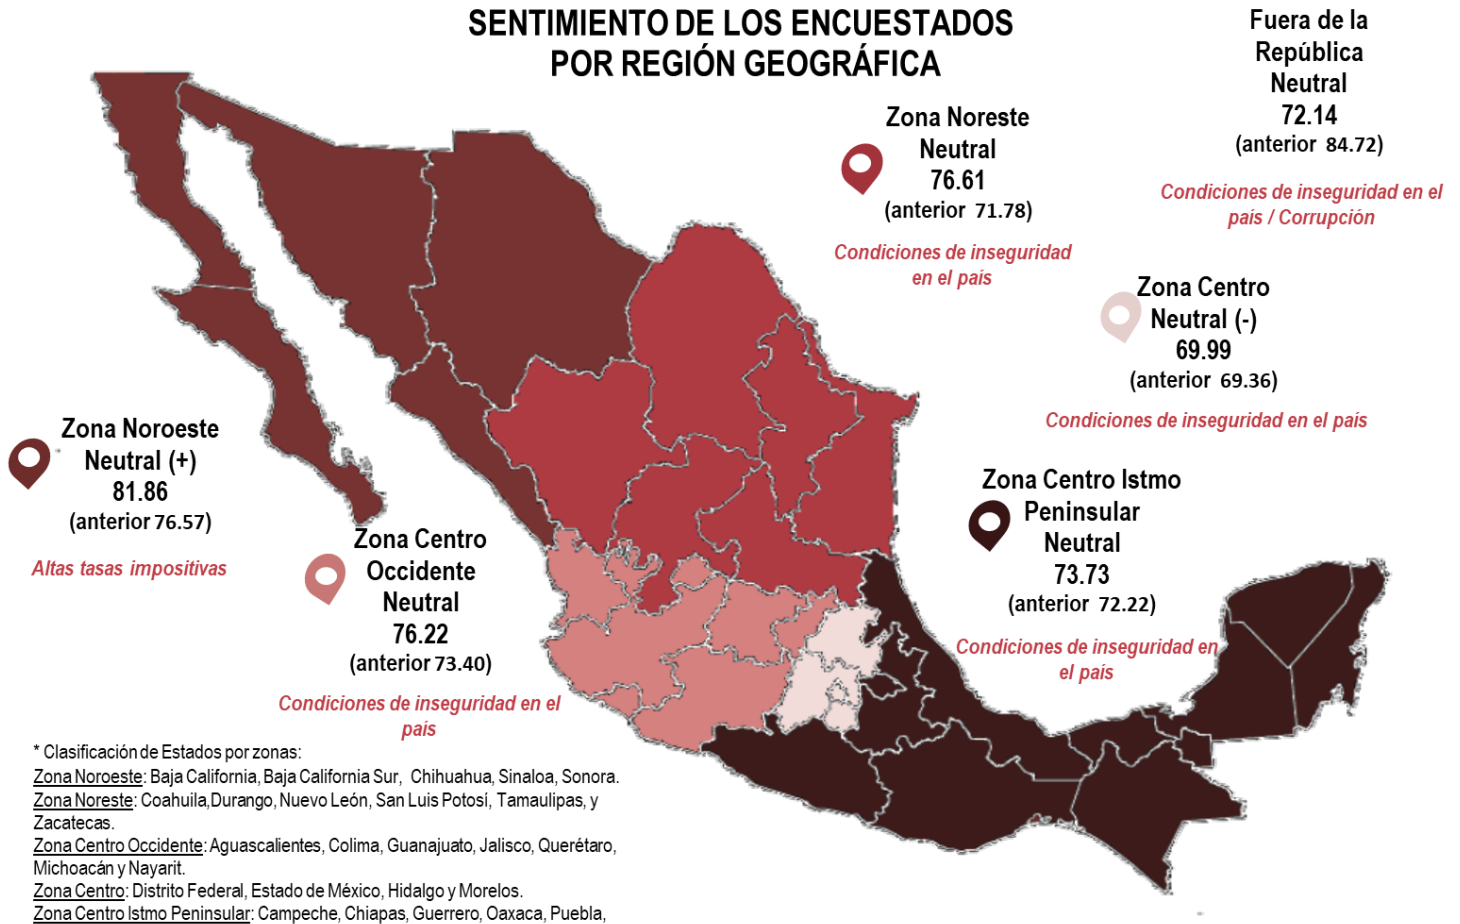 SENTIMIENTO DE LOS ENCUESTADOS
POR REGIÓN GEOGRÁFICA
Fuera de la
República
Neutral
72.14
(anterior 84.72)
Condiciones de inseguridad en el
país / Corrupción
Zona Noreste
Neutral
76.61
(anterior 71.78)
Condiciones de inseguridad
en el país
Zona Centro
Neutral (-)
69.99
(anterior 69.36)
Condiciones de inseguridad en el país
Zona Noroeste
Neutral (+)
81.86
(anterior 76.57)
Altas tasas impositivas
Zona Centro Istmo
Peninsular
Neutral
73.73
(anterior 72.22)
Condiciones de inseguridad en
el país
Zona Centro
Occidente
Neutral
76.22
(anterior 73.40)
Condiciones de inseguridad en el
país
* Clasificación de Estados por zonas:
Zona Noroeste: Baja California, Baja California Sur, Chihuahua, Sinaloa, Sonora.
Zona Noreste: Coahuila,Durango, Nuevo León, San Luis Potosí, Tamaulipas, y
Zacatecas.
Zona Centro Occidente: Aguascalientes, Colima, Guanajuato, Jalisco, Querétaro,
Michoacán y Nayarit.
Zona Centro: Distrito Federal, Estado de México, Hidalgo y Morelos.
Zona Centro Istmo Peninsular: Campeche, Chiapas, Guerrero, Oaxaca, Puebla,